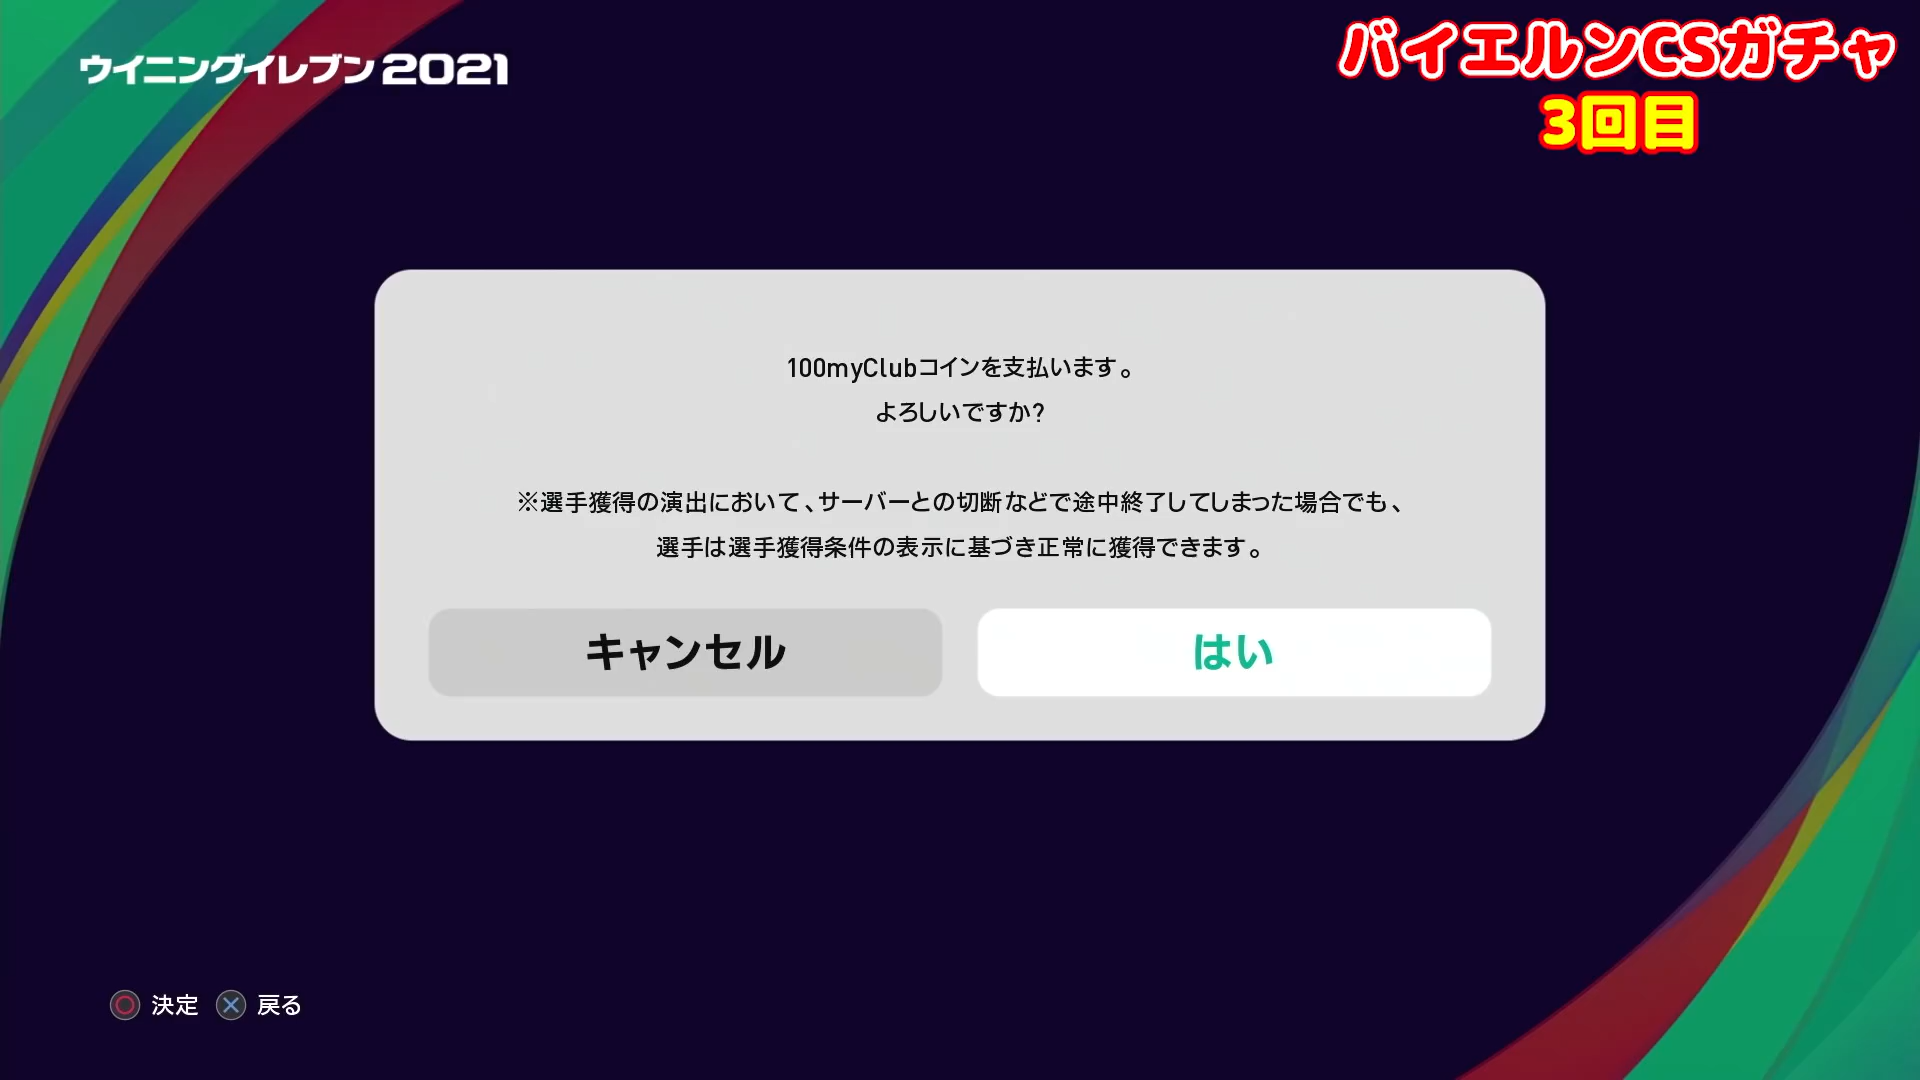 ウイニングイレブン 2021
バイエルンCSガチャ
3回目
100myClubコインを支払います。
よろしいですか?
※選手獲得の演出において、サーバーとの切断などで途中終了してしまった場合でも、
選手は選手獲得条件の表示に基づき正常に獲得できます。
キャンセル
はい
決定
戻る